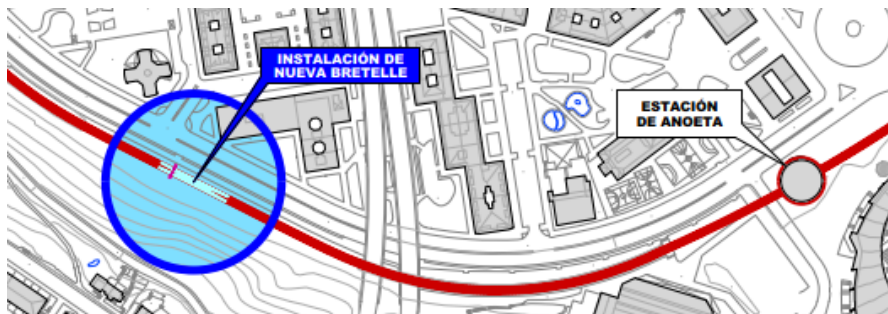 INSTALACIÓN DE
NUEVA BRETELLE
ESTACIÓN
DE ANOETA